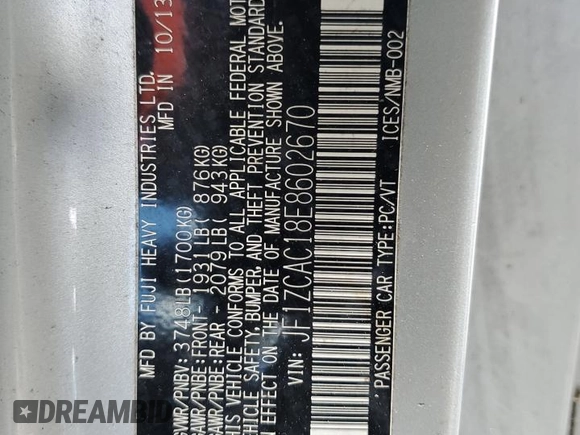 MFD BY FUJI HEAVY INDUSTRIES LTD.
MFD IN 10/13
GWR/PNBV: 3748LB(1700KG)
GAWR/PNBE:FRONT- 1931LB( 876KG)
GAWR/PNBE:REAR - 2079LB( 943KG)
THIS VEHICLE CONFORMS TO ALL APPLICABLE FEDERAL MOTOR
VEHICLE SAFETY, BUMPER, AND THEFT PREVENTION STANDARD
IN EFFECT ON THE DATE OF MANUFACTURE SHOWN ABOVE.
VIN: JF1ZCAC18E8602670
PASSENGER CAR TYPE:PC/VT ICES/NMB-002
DREAMBID